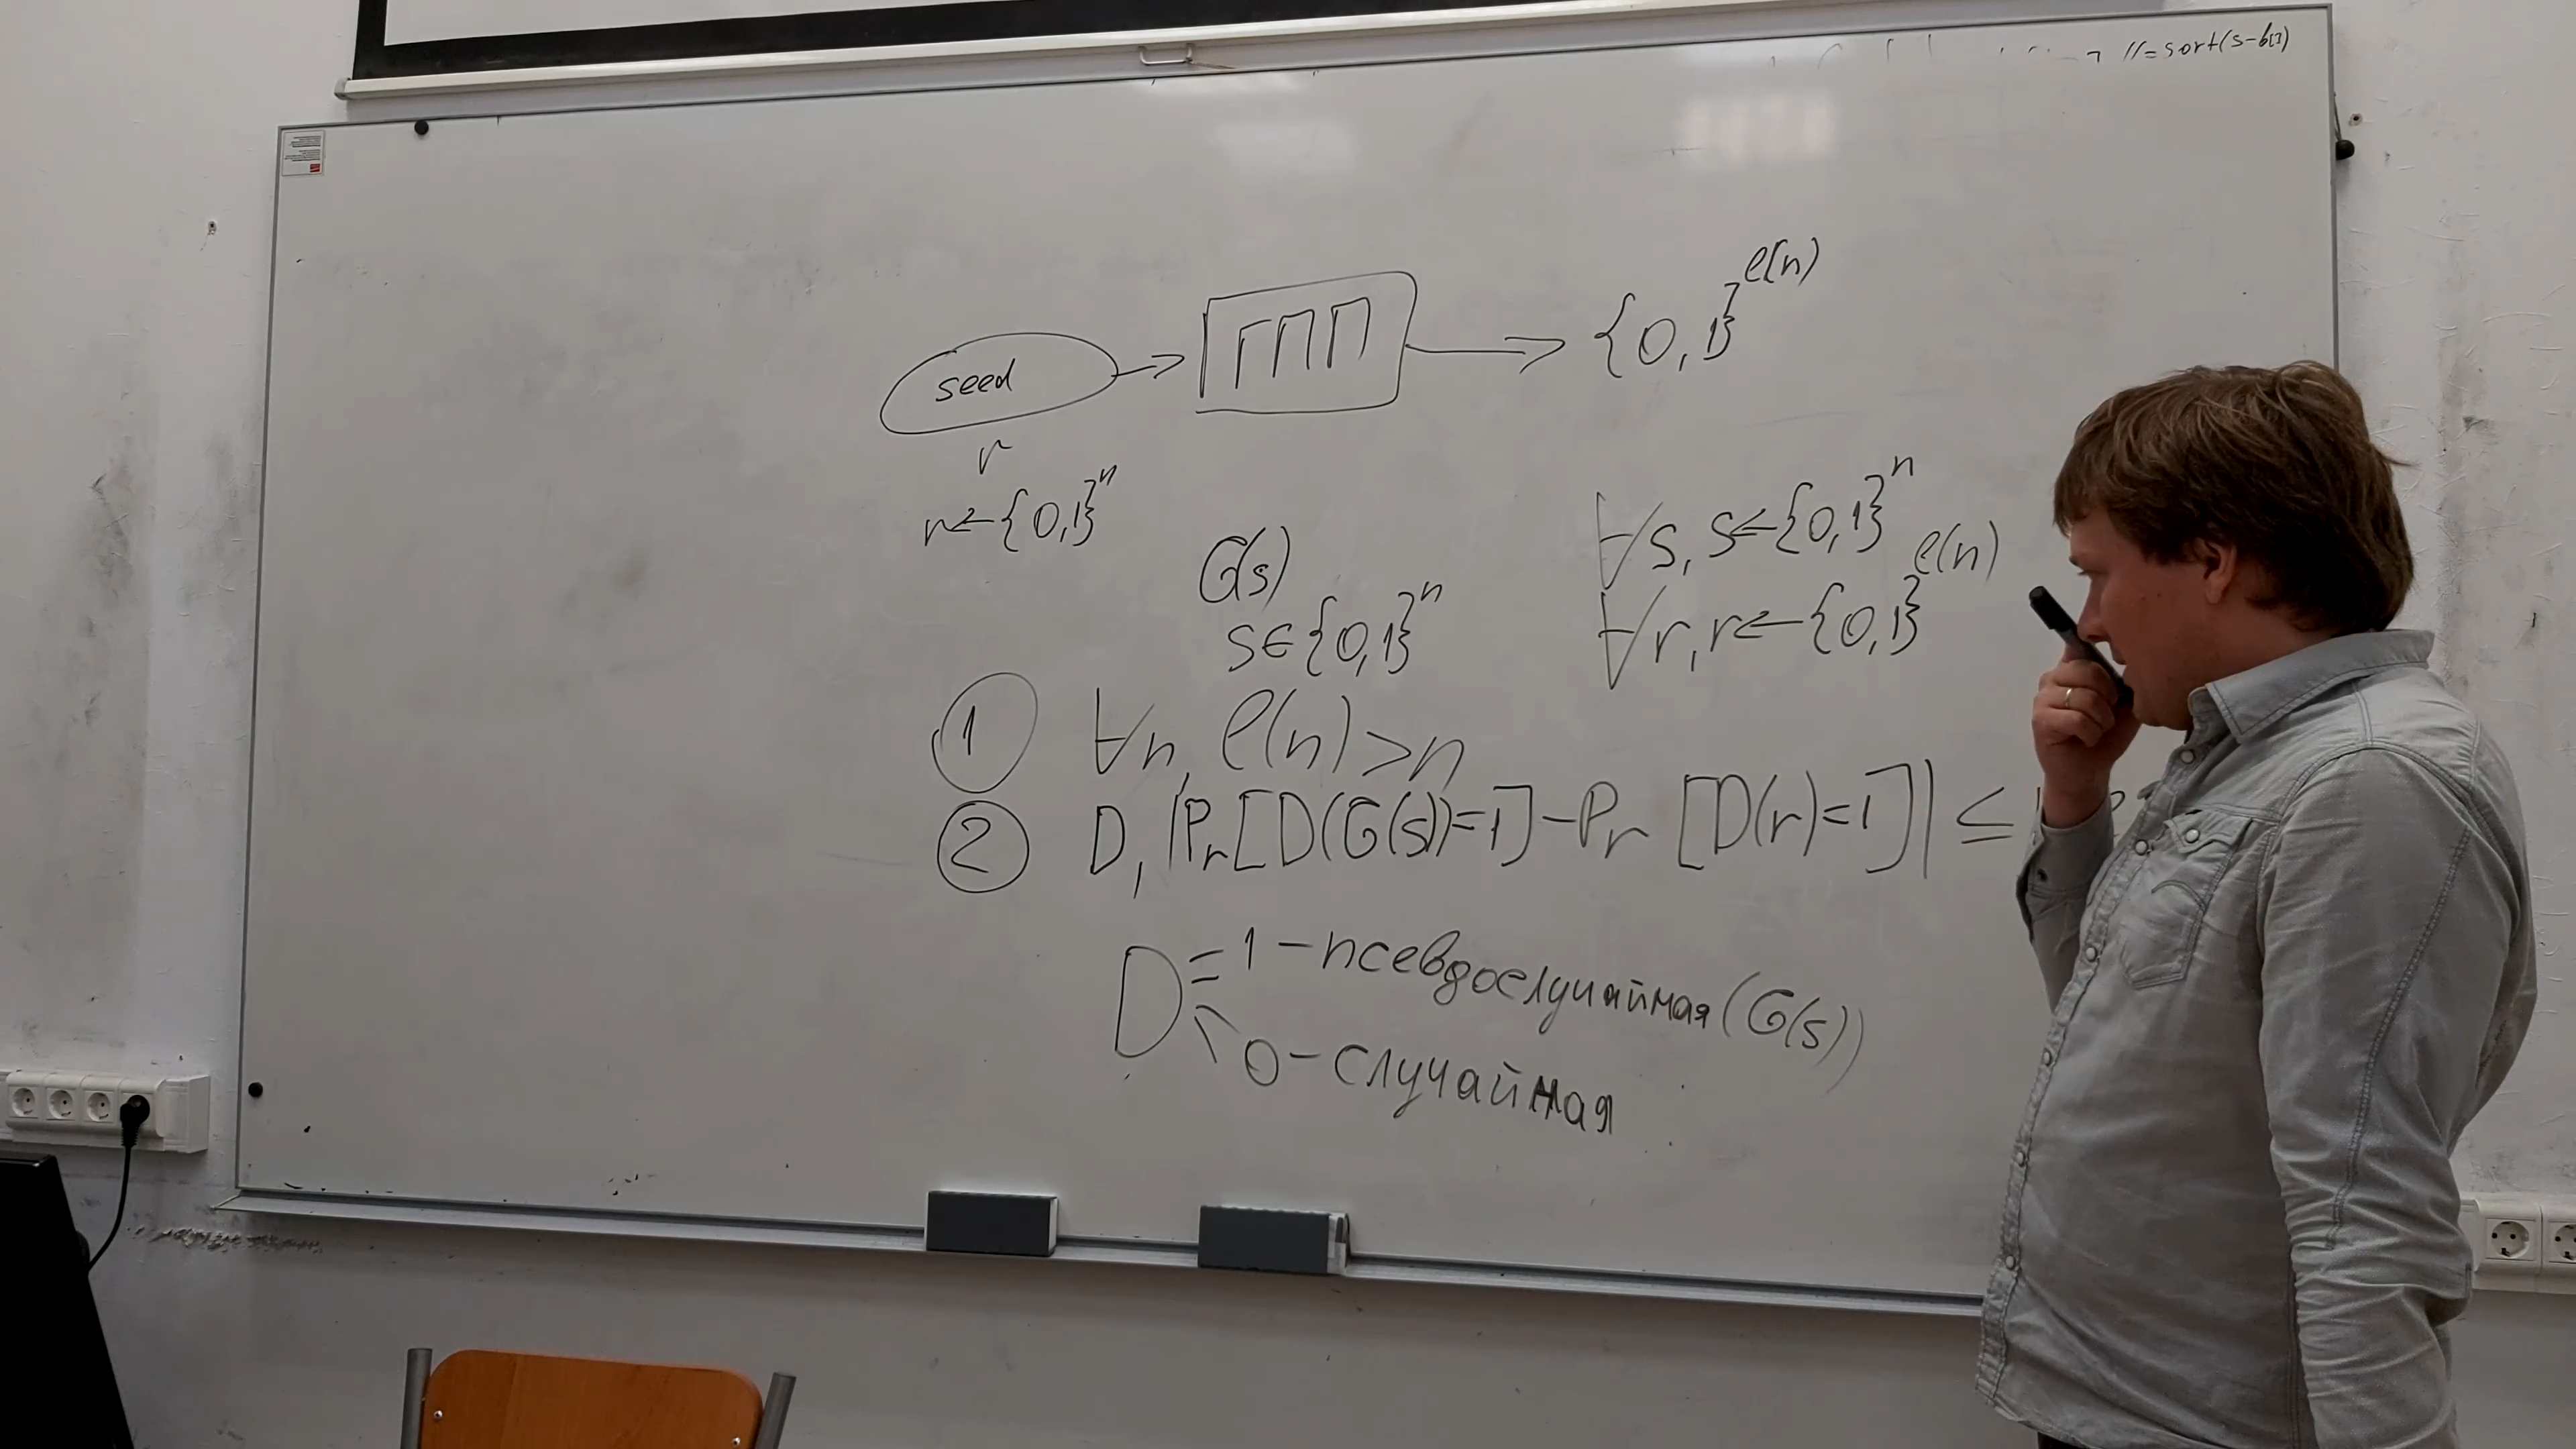 //=sort(s-b[i])
seed → ГПП → {0,1}^ℓ(n)
r
r←{0,1}^n
G(s)
s∈{0,1}^n
∀s, s←{0,1}^n
∀r, r←{0,1}^ℓ(n)
① ∀n, ℓ(n)>n
② D, |Pr[D(G(s))=1]-Pr [D(r)=1]| ≤
D = 1 - псевдослучайная (G(s))
0 - случайная